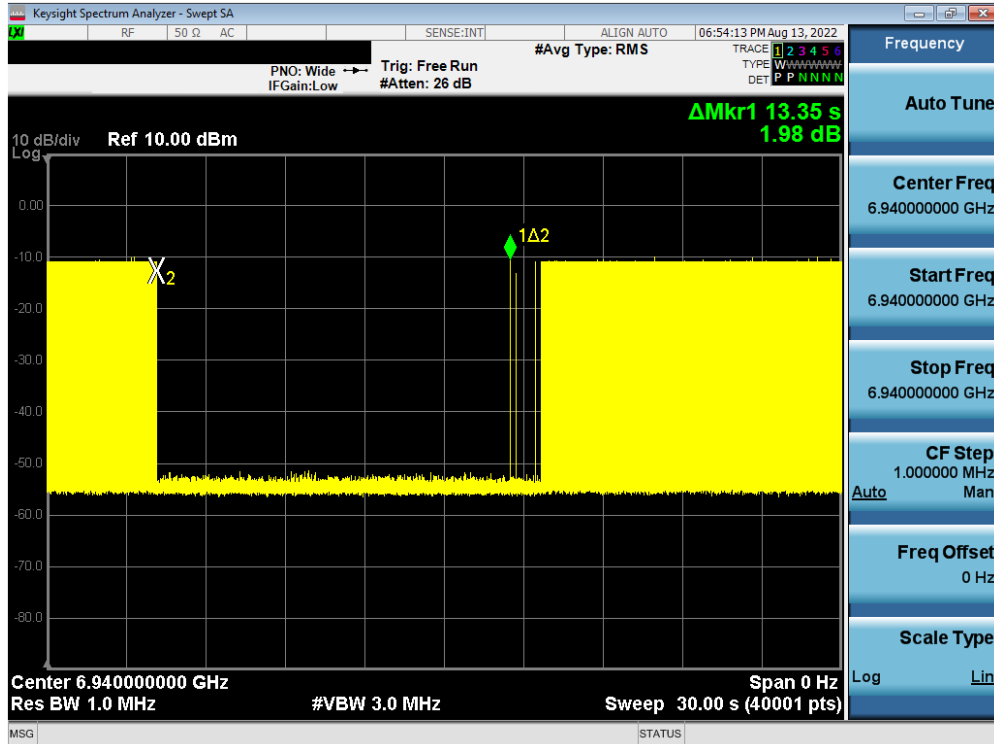 Keysight Spectrum Analyzer - Swept SA
LXI RF 50 Ω AC SENSE:INT ALIGN AUTO 06:54:13 PM Aug 13, 2022
#Avg Type: RMS TRACE 1 2 3 4 5 6
PNO: Wide Trig: Free Run TYPE WWWWWW
IFGain:Low #Atten: 26 dB DET P P N N N N
ΔMkr1 13.35 s
1.98 dB
10 dB/div Ref 10.00 dBm
Log
0.00
-10.0
-20.0
-30.0
-40.0
-50.0
-60.0
-70.0
-80.0
1Δ2
2
Center 6.940000000 GHz Span 0 Hz
Res BW 1.0 MHz #VBW 3.0 MHz Sweep 30.00 s (40001 pts)
MSG STATUS
Frequency
Auto Tune
Center Freq
6.940000000 GHz
Start Freq
6.940000000 GHz
Stop Freq
6.940000000 GHz
CF Step
1.000000 MHz
Auto Man
Freq Offset
0 Hz
Scale Type
Log Lin